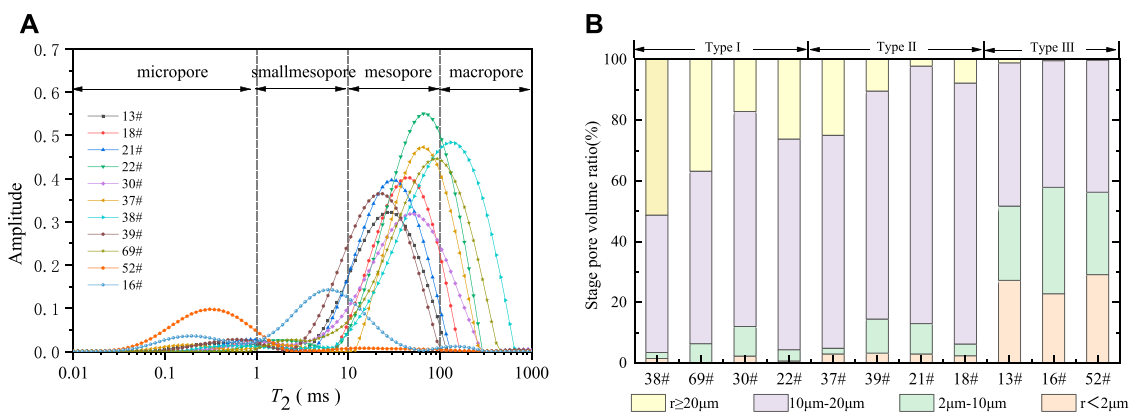 A
Amplitude
0.7
0.6
0.5
0.4
0.3
0.2
0.1
0.0
micropore smallmesopore mesopore macropore
13#
18#
21#
22#
30#
37#
38#
39#
69#
52#
16#
0.01 0.1 1 10 100 1000
T2 ( ms )
B
Type I Type II Type III
Stage pore volume ratio(%)
100
80
60
40
20
0
38# 69# 30# 22# 37# 39# 21# 18# 13# 16# 52#
r≥20μm 10μm-20μm 2μm-10μm r<2μm